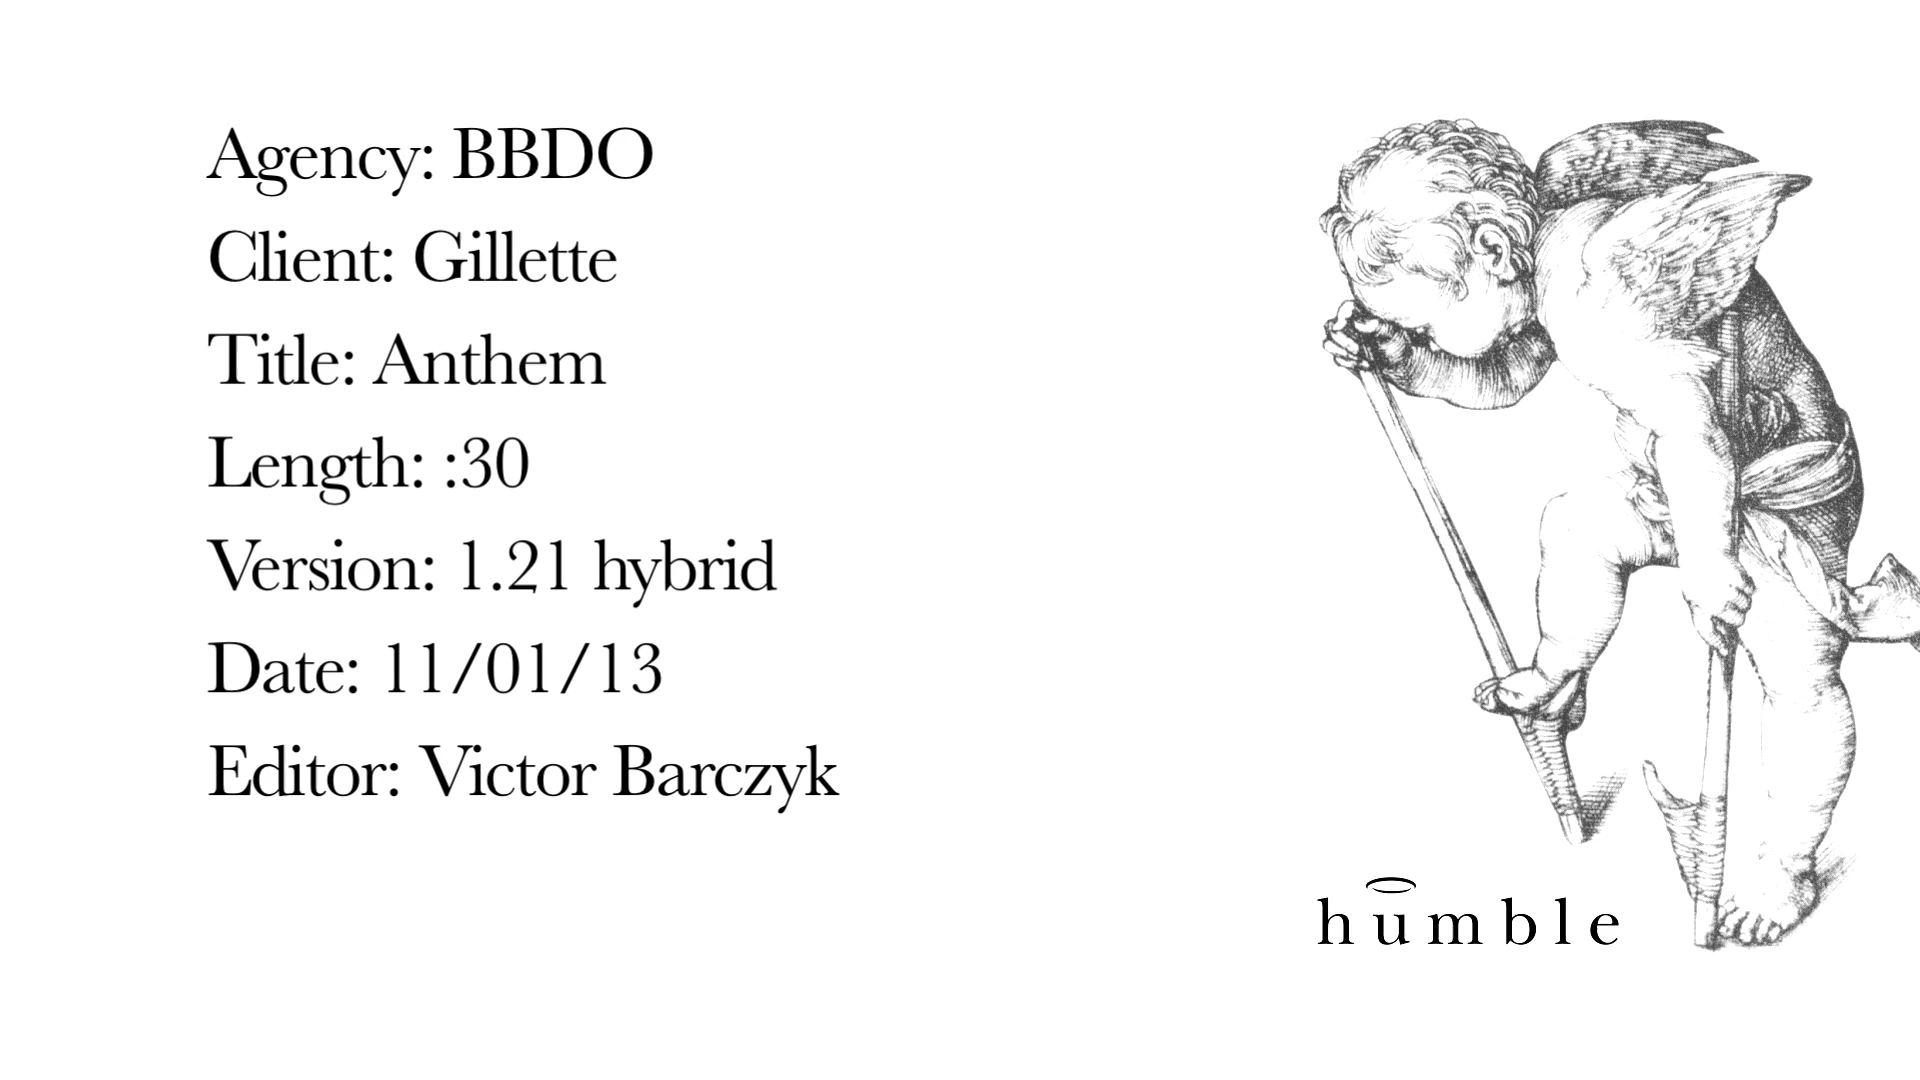 Agency: BBDO
Client: Gillette
Title: Anthem
Length: :30
Version: 1.21 hybrid
Date: 11/01/13
Editor: Victor Barczyk
humble